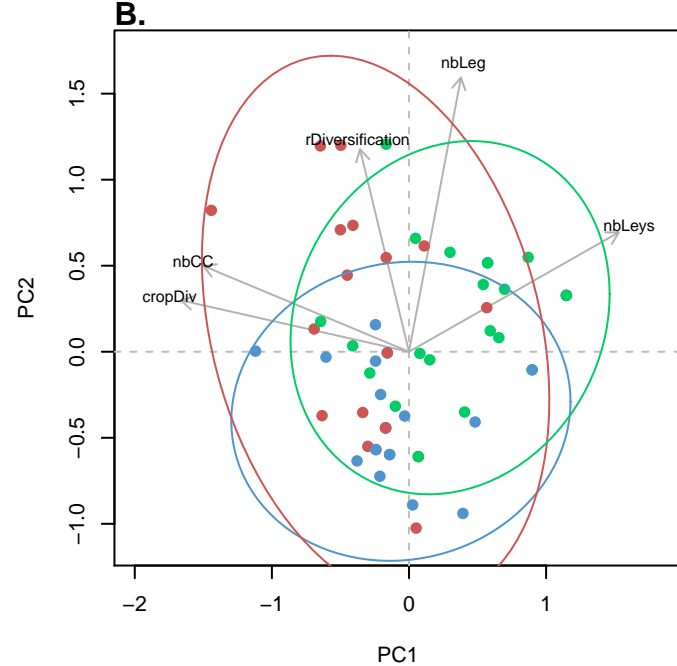 B.
nbLeg
rDiversification
nbLeys
nbCC
cropDiv
PC2
1.5
1.0
0.5
0.0
−0.5
−1.0
−2 −1 0 1
PC1